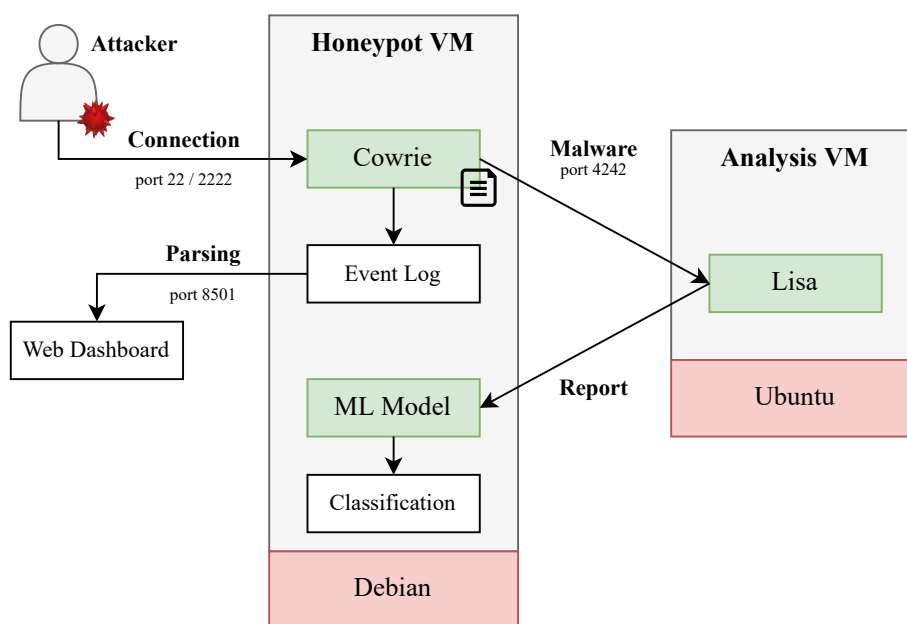 Attacker
Honeypot VM
Connection
port 22 / 2222
Cowrie
Malware
port 4242
Analysis VM
Parsing
port 8501
Event Log
Lisa
Web Dashboard
ML Model
Report
Ubuntu
Classification
Debian